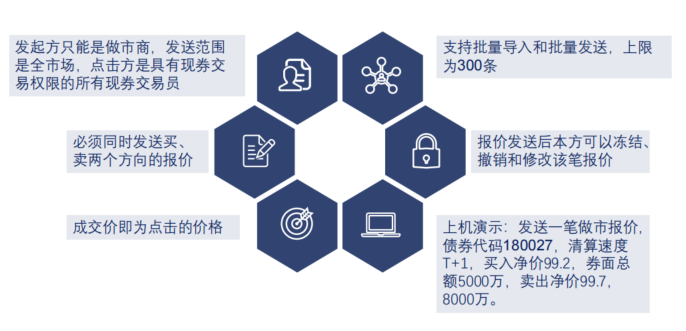 发起方只能是做市商，发送范围
是全市场，点击方是具有现券交
易权限的所有现券交易员
支持批量导入和批量发送，上限
为300条
必须同时发送买、
卖两个方向的报价
报价发送后本方可以冻结、
撤销和修改该笔报价
成交价即为点击的价格
上机演示：发送一笔做市报价，
债券代码180027，清算速度
T+1，买入净价99.2，券面总
额5000万，卖出净价99.7，
8000万。